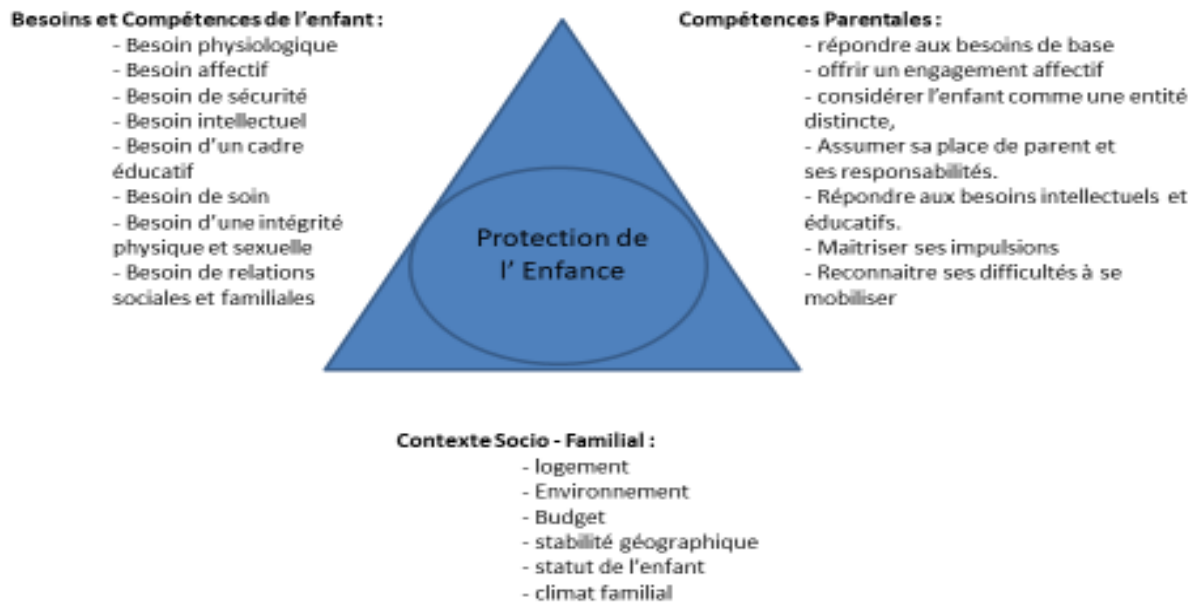 Besoins et Compétences de l'enfant :
- Besoin physiologique
- Besoin affectif
- Besoin de sécurité
- Besoin intellectuel
- Besoin d'un cadre
éducatif
- Besoin de soin
- Besoin d'une intégrité
physique et sexuelle
- Besoin de relations
sociales et familiales
Compétences Parentales :
- répondre aux besoins de base
- offrir un engagement affectif
- considérer l'enfant comme une entité
distincte,
- Assumer sa place de parent et
ses responsabilités.
- Répondre aux besoins intellectuels et
éducatifs.
- Maitriser ses impulsions
- Reconnaitre ses difficultés à se
mobiliser
Protection de
l' Enfance
Contexte Socio - Familial :
- logement
- Environnement
- Budget
- stabilité géographique
- statut de l'enfant
- climat familial